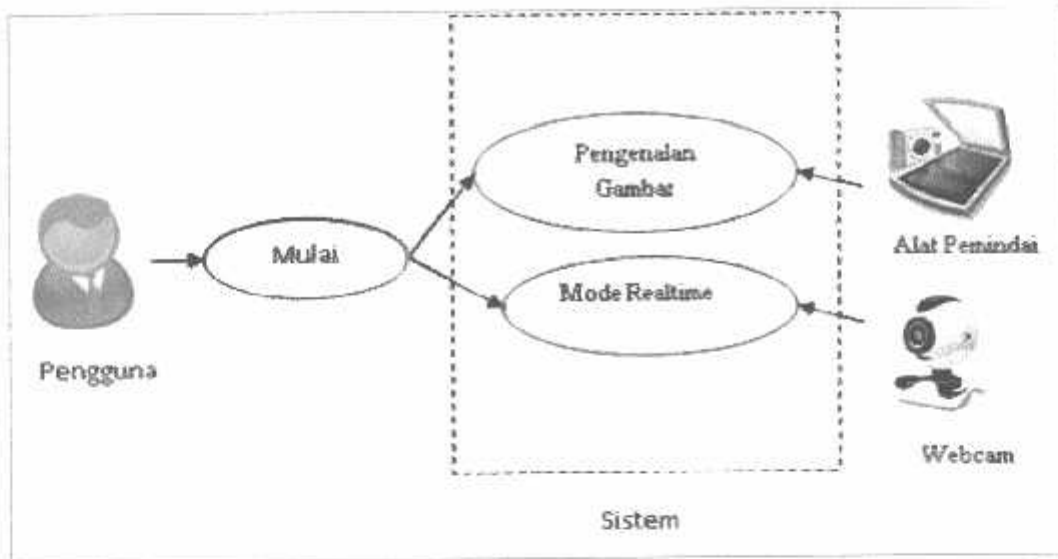 Pengenalan
Gambar
Alat Pemindai
Mulai
Mode Realtime
Pengguna
Webcam
Sistem